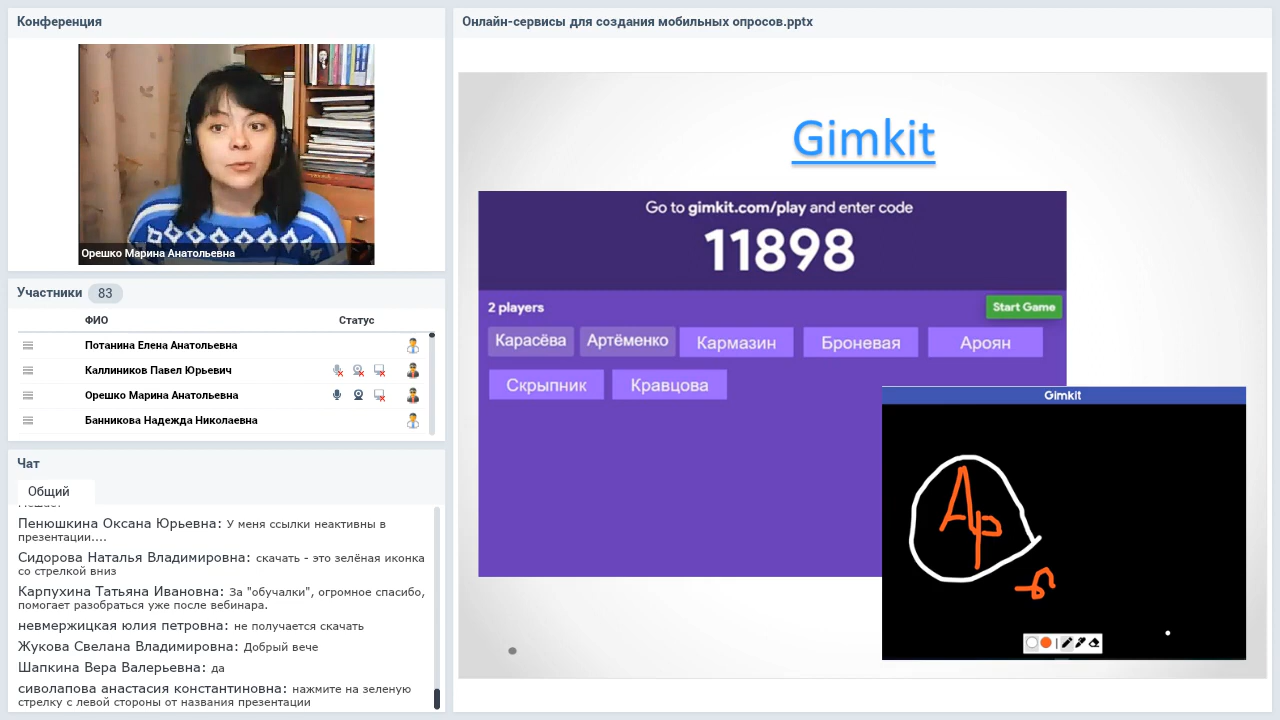 Конференция
Орешко Марина Анатольевна
Участники 83
ФИО Статус
Потанина Елена Анатольевна
Каллиников Павел Юрьевич
Орешко Марина Анатольевна
Банникова Надежда Николаевна
Чат
Общий
Пенюшкина Оксана Юрьевна: У меня ссылки неактивны в
презентации....
Сидорова Наталья Владимировна: скачать - это зелёная иконка
со стрелкой вниз
Карпухина Татьяна Ивановна: За "обучалки", огромное спасибо,
помогает разобраться уже после вебинара.
невмержицкая юлия петровна: не получается скачать
Жукова Свелана Владимировна: Добрый вече
Шапкина Вера Валерьевна: да
сиволапова анастасия константиновна: нажмите на зеленую
стрелку с левой стороны от названия презентации
Онлайн-сервисы для создания мобильных опросов.pptx
Gimkit
Go to gimkit.com/play and enter code
11898
2 players
Start Game
Карасёва Артёменко Кармазин Броневая Ароян
Скрыпник Кравцова
Gimkit
Ар